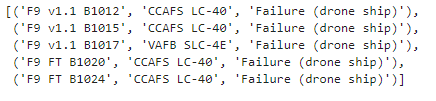 [('F9 v1.1 B1012', 'CCAFS LC-40', 'Failure (drone ship)'),
('F9 v1.1 B1015', 'CCAFS LC-40', 'Failure (drone ship)'),
('F9 v1.1 B1017', 'VAFB SLC-4E', 'Failure (drone ship)'),
('F9 FT B1020', 'CCAFS LC-40', 'Failure (drone ship)'),
('F9 FT B1024', 'CCAFS LC-40', 'Failure (drone ship)')]